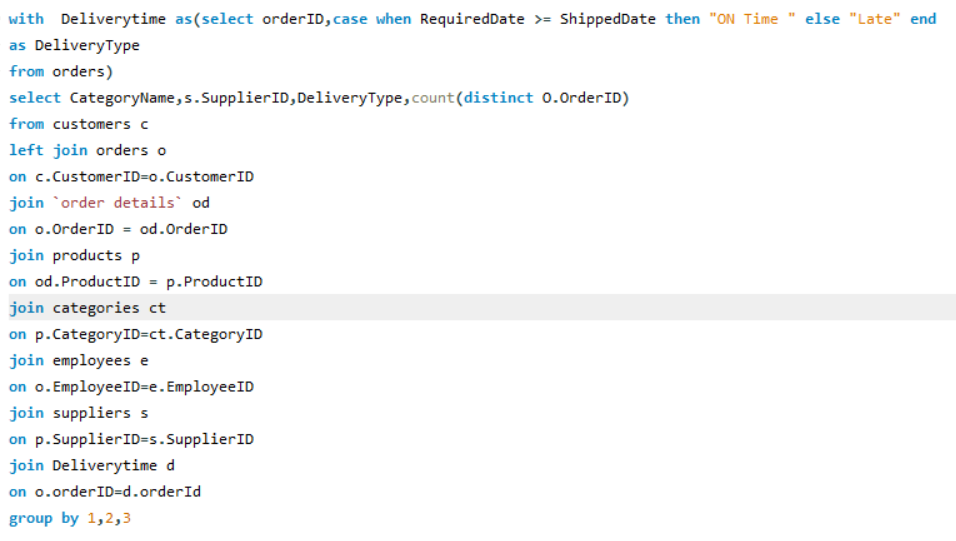 with  Deliverytime as(select orderID,case when RequiredDate >= ShippedDate then "ON Time " else "Late" end
as DeliveryType
from orders)
select CategoryName,s.SupplierID,DeliveryType,count(distinct O.OrderID)
from customers c
left join orders o
on c.CustomerID=o.CustomerID
join `order details` od
on o.OrderID = od.OrderID
join products p
on od.ProductID = p.ProductID
join categories ct
on p.CategoryID=ct.CategoryID
join employees e
on o.EmployeeID=e.EmployeeID
join suppliers s
on p.SupplierID=s.SupplierID
join Deliverytime d
on o.orderID=d.orderId
group by 1,2,3